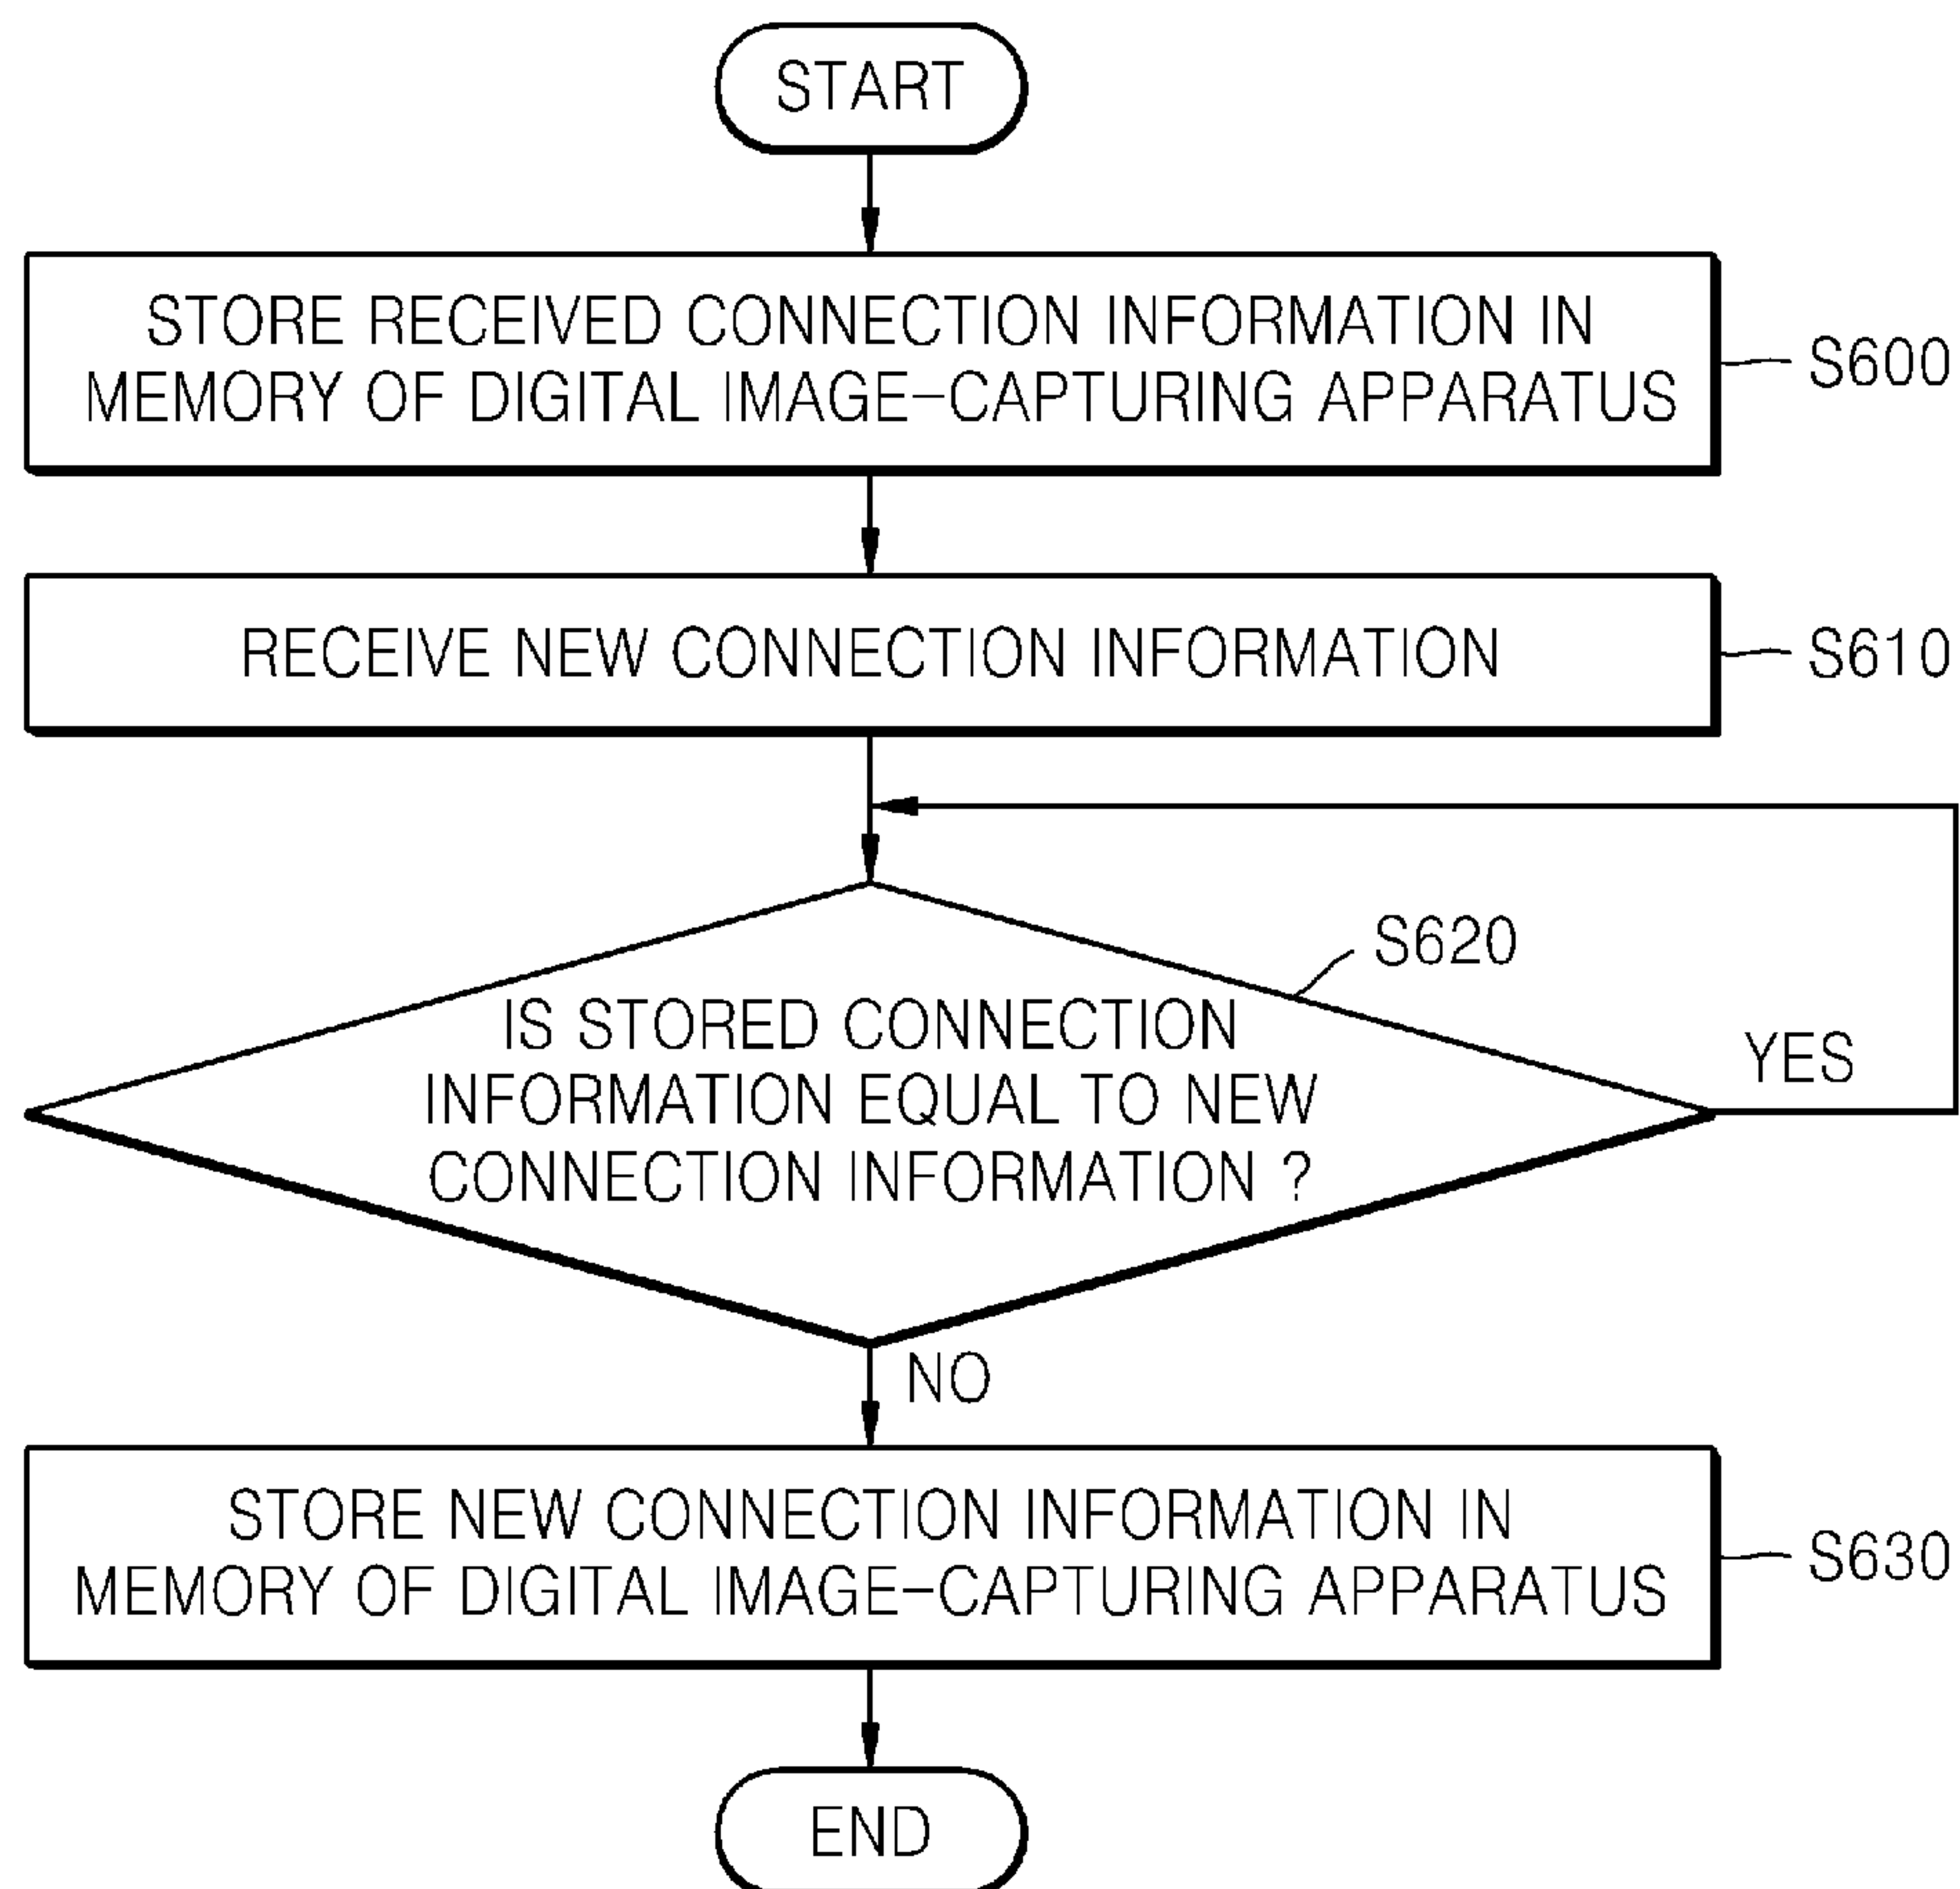 START
STORE RECEIVED CONNECTION INFORMATION IN
MEMORY OF DIGITAL IMAGE-CAPTURING APPARATUS
S600
RECEIVE NEW CONNECTION INFORMATION
S610
S620
IS STORED CONNECTION
INFORMATION EQUAL TO NEW
CONNECTION INFORMATION ?
YES
NO
STORE NEW CONNECTION INFORMATION IN
MEMORY OF DIGITAL IMAGE-CAPTURING APPARATUS
S630
END